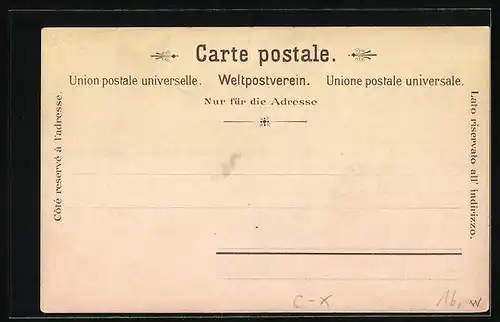 Carte postale.
Union postale universelle. Weltpostverein. Unione postale universale.
Nur für die Adresse
Côté reservé à l'adresse.
Lato riservato all' indirizzo.
C-X